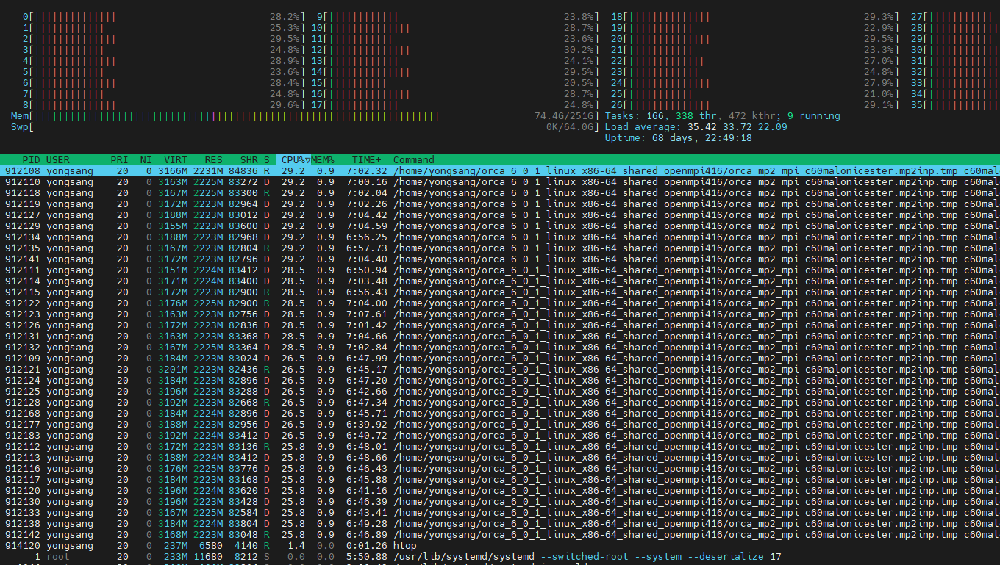 0[|||||||||||||| 28.2%] 9[|||||||||||| 23.8%] 18[|||||||||||||| 29.3%] 27[|||||||||||
1[|||||||||||| 25.3%] 10[|||||||||||||| 28.7%] 19[||||||||||| 22.9%] 28[||||||||||||
2[|||||||||||||| 29.5%] 11[||||||||||| 23.6%] 20[|||||||||||||| 29.5%] 29[|||||||||||
3[|||||||||||| 24.8%] 12[|||||||||||||| 30.2%] 21[||||||||||| 23.3%] 30[||||||||||||
4[|||||||||||||| 28.9%] 13[|||||||||||| 24.1%] 22[||||||||||||| 27.0%] 31[||||||||||||
5[|||||||||||| 23.6%] 14[|||||||||||||| 29.5%] 23[|||||||||||| 24.8%] 32[||||||||||||
6[|||||||||||||| 28.4%] 15[|||||||||| 20.5%] 24[|||||||||||||| 27.9%] 33[||||||||||||
7[|||||||||||| 24.8%] 16[|||||||||||||| 28.7%] 25[||||||||||| 21.0%] 34[||||||||||||
8[|||||||||||||| 29.6%] 17[|||||||||||| 24.8%] 26[|||||||||||||| 29.1%] 35[||||||||||||
Mem[||||||||||||||||||||||||||||||||||||||||||||||||||||||||||||||||||||| 74.4G/251G] Tasks: 166, 338 thr, 472 kthr; 9 running
Swp[ 0K/64.0G] Load average: 35.42 33.72 22.09
Uptime: 68 days, 22:49:18
PID USER PRI NI VIRT RES SHR S CPU%▽MEM% TIME+ Command
912108 yongsang 20 0 3166M 2231M 84836 R 29.2 0.9 7:02.32 /home/yongsang/orca_6_0_1_linux_x86-64_shared_openmpi416/orca_mp2_mpi c60malonicester.mp2inp.tmp c60mal
912110 yongsang 20 0 3163M 2225M 83272 D 29.2 0.9 7:00.16 /home/yongsang/orca_6_0_1_linux_x86-64_shared_openmpi416/orca_mp2_mpi c60malonicester.mp2inp.tmp c60mal
912118 yongsang 20 0 3167M 2225M 83300 R 29.2 0.9 7:02.04 /home/yongsang/orca_6_0_1_linux_x86-64_shared_openmpi416/orca_mp2_mpi c60malonicester.mp2inp.tmp c60mal
912119 yongsang 20 0 3172M 2223M 82964 D 29.2 0.9 7:02.26 /home/yongsang/orca_6_0_1_linux_x86-64_shared_openmpi416/orca_mp2_mpi c60malonicester.mp2inp.tmp c60mal
912127 yongsang 20 0 3188M 2223M 83012 D 29.2 0.9 7:04.42 /home/yongsang/orca_6_0_1_linux_x86-64_shared_openmpi416/orca_mp2_mpi c60malonicester.mp2inp.tmp c60mal
912129 yongsang 20 0 3155M 2223M 83600 D 29.2 0.9 7:04.59 /home/yongsang/orca_6_0_1_linux_x86-64_shared_openmpi416/orca_mp2_mpi c60malonicester.mp2inp.tmp c60mal
912134 yongsang 20 0 3188M 2223M 82968 D 29.2 0.9 6:56.25 /home/yongsang/orca_6_0_1_linux_x86-64_shared_openmpi416/orca_mp2_mpi c60malonicester.mp2inp.tmp c60mal
912135 yongsang 20 0 3167M 2223M 82804 R 29.2 0.9 6:57.73 /home/yongsang/orca_6_0_1_linux_x86-64_shared_openmpi416/orca_mp2_mpi c60malonicester.mp2inp.tmp c60mal
912141 yongsang 20 0 3172M 2223M 82796 D 29.2 0.9 7:04.40 /home/yongsang/orca_6_0_1_linux_x86-64_shared_openmpi416/orca_mp2_mpi c60malonicester.mp2inp.tmp c60mal
912111 yongsang 20 0 3151M 2224M 83412 D 28.5 0.9 6:50.94 /home/yongsang/orca_6_0_1_linux_x86-64_shared_openmpi416/orca_mp2_mpi c60malonicester.mp2inp.tmp c60mal
912114 yongsang 20 0 3171M 2224M 83400 D 28.5 0.9 7:03.48 /home/yongsang/orca_6_0_1_linux_x86-64_shared_openmpi416/orca_mp2_mpi c60malonicester.mp2inp.tmp c60mal
912115 yongsang 20 0 3172M 2223M 82900 R 28.5 0.9 6:56.43 /home/yongsang/orca_6_0_1_linux_x86-64_shared_openmpi416/orca_mp2_mpi c60malonicester.mp2inp.tmp c60mal
912122 yongsang 20 0 3176M 2225M 82900 R 28.5 0.9 7:04.00 /home/yongsang/orca_6_0_1_linux_x86-64_shared_openmpi416/orca_mp2_mpi c60malonicester.mp2inp.tmp c60mal
912123 yongsang 20 0 3163M 2223M 82756 D 28.5 0.9 7:07.61 /home/yongsang/orca_6_0_1_linux_x86-64_shared_openmpi416/orca_mp2_mpi c60malonicester.mp2inp.tmp c60mal
912126 yongsang 20 0 3172M 2223M 82836 D 28.5 0.9 7:01.42 /home/yongsang/orca_6_0_1_linux_x86-64_shared_openmpi416/orca_mp2_mpi c60malonicester.mp2inp.tmp c60mal
912131 yongsang 20 0 3163M 2223M 83368 D 28.5 0.9 7:04.66 /home/yongsang/orca_6_0_1_linux_x86-64_shared_openmpi416/orca_mp2_mpi c60malonicester.mp2inp.tmp c60mal
912132 yongsang 20 0 3167M 2225M 83364 D 28.5 0.9 7:02.84 /home/yongsang/orca_6_0_1_linux_x86-64_shared_openmpi416/orca_mp2_mpi c60malonicester.mp2inp.tmp c60mal
912109 yongsang 20 0 3184M 2223M 83024 D 26.5 0.9 6:47.99 /home/yongsang/orca_6_0_1_linux_x86-64_shared_openmpi416/orca_mp2_mpi c60malonicester.mp2inp.tmp c60mal
912121 yongsang 20 0 3201M 2223M 82436 R 26.5 0.9 6:45.17 /home/yongsang/orca_6_0_1_linux_x86-64_shared_openmpi416/orca_mp2_mpi c60malonicester.mp2inp.tmp c60mal
912124 yongsang 20 0 3184M 2223M 82896 D 26.5 0.9 6:47.20 /home/yongsang/orca_6_0_1_linux_x86-64_shared_openmpi416/orca_mp2_mpi c60malonicester.mp2inp.tmp c60mal
912125 yongsang 20 0 3196M 2223M 83288 D 26.5 0.9 6:42.66 /home/yongsang/orca_6_0_1_linux_x86-64_shared_openmpi416/orca_mp2_mpi c60malonicester.mp2inp.tmp c60mal
912128 yongsang 20 0 3192M 2223M 82668 R 26.5 0.9 6:47.34 /home/yongsang/orca_6_0_1_linux_x86-64_shared_openmpi416/orca_mp2_mpi c60malonicester.mp2inp.tmp c60mal
912168 yongsang 20 0 3184M 2224M 82896 D 26.5 0.9 6:45.71 /home/yongsang/orca_6_0_1_linux_x86-64_shared_openmpi416/orca_mp2_mpi c60malonicester.mp2inp.tmp c60mal
912177 yongsang 20 0 3188M 2223M 82956 D 26.5 0.9 6:39.92 /home/yongsang/orca_6_0_1_linux_x86-64_shared_openmpi416/orca_mp2_mpi c60malonicester.mp2inp.tmp c60mal
912183 yongsang 20 0 3192M 2224M 83412 D 26.5 0.9 6:40.72 /home/yongsang/orca_6_0_1_linux_x86-64_shared_openmpi416/orca_mp2_mpi c60malonicester.mp2inp.tmp c60mal
912112 yongsang 20 0 3172M 2223M 83136 R 25.8 0.9 6:48.01 /home/yongsang/orca_6_0_1_linux_x86-64_shared_openmpi416/orca_mp2_mpi c60malonicester.mp2inp.tmp c60mal
912113 yongsang 20 0 3188M 2224M 83412 D 25.8 0.9 6:48.66 /home/yongsang/orca_6_0_1_linux_x86-64_shared_openmpi416/orca_mp2_mpi c60malonicester.mp2inp.tmp c60mal
912116 yongsang 20 0 3176M 2225M 83776 D 25.8 0.9 6:46.43 /home/yongsang/orca_6_0_1_linux_x86-64_shared_openmpi416/orca_mp2_mpi c60malonicester.mp2inp.tmp c60mal
912117 yongsang 20 0 3184M 2223M 83168 D 25.8 0.9 6:45.88 /home/yongsang/orca_6_0_1_linux_x86-64_shared_openmpi416/orca_mp2_mpi c60malonicester.mp2inp.tmp c60mal
912120 yongsang 20 0 3196M 2224M 83620 D 25.8 0.9 6:41.16 /home/yongsang/orca_6_0_1_linux_x86-64_shared_openmpi416/orca_mp2_mpi c60malonicester.mp2inp.tmp c60mal
912130 yongsang 20 0 3196M 2223M 83428 D 25.8 0.9 6:46.39 /home/yongsang/orca_6_0_1_linux_x86-64_shared_openmpi416/orca_mp2_mpi c60malonicester.mp2inp.tmp c60mal
912133 yongsang 20 0 3167M 2225M 82584 D 25.8 0.9 6:43.41 /home/yongsang/orca_6_0_1_linux_x86-64_shared_openmpi416/orca_mp2_mpi c60malonicester.mp2inp.tmp c60mal
912138 yongsang 20 0 3184M 2224M 83804 D 25.8 0.9 6:49.28 /home/yongsang/orca_6_0_1_linux_x86-64_shared_openmpi416/orca_mp2_mpi c60malonicester.mp2inp.tmp c60mal
912142 yongsang 20 0 3168M 2223M 83048 R 25.8 0.9 6:46.89 /home/yongsang/orca_6_0_1_linux_x86-64_shared_openmpi416/orca_mp2_mpi c60malonicester.mp2inp.tmp c60mal
914120 yongsang 20 0 237M 6580 4140 R 1.4 0.0 0:01.26 htop
1 root 20 0 233M 11680 8212 S 0.0 0.0 5:50.88 /usr/lib/systemd/systemd --switched-root --system --deserialize 17